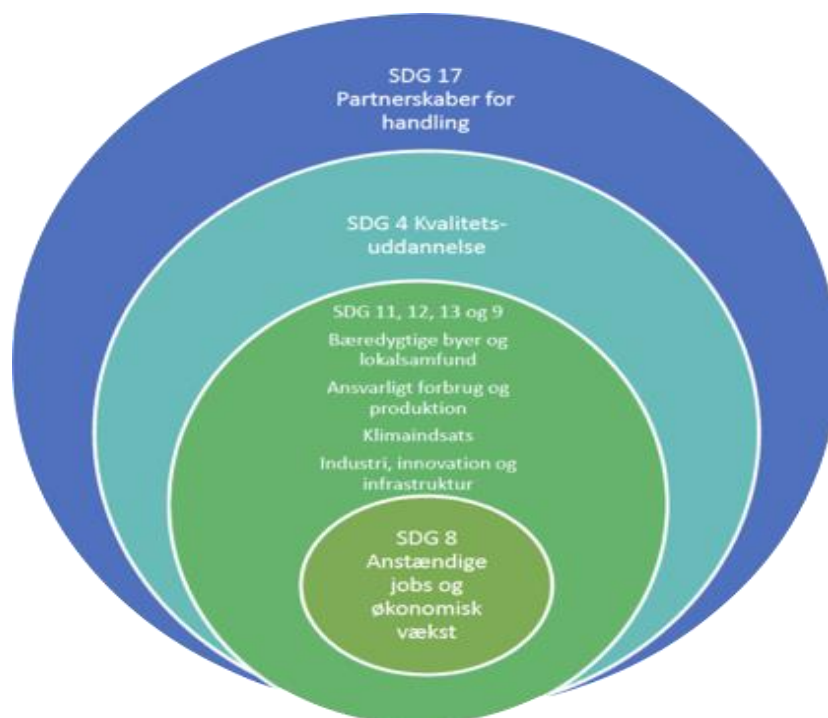 SDG 17
Partnerskaber for
handling
SDG 4 Kvalitets-
uddannelse
SDG 11, 12, 13 og 9
Bæredygtige byer og
lokalsamfund
Ansvarligt forbrug og
produktion
Klimaindsats
Industri, innovation og
infrastruktur
SDG 8
Anstændige
jobs og
økonomisk
vækst